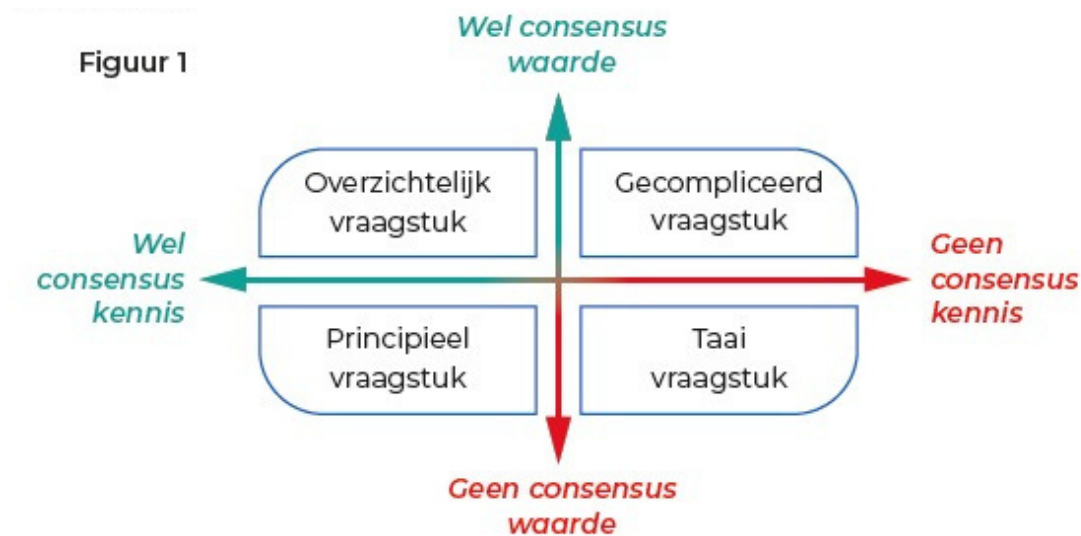 Figuur 1
Wel consensus
waarde
Overzichtelijk
vraagstuk
Gecompliceerd
vraagstuk
Wel
consensus
kennis
Geen
consensus
kennis
Principieel
vraagstuk
Taai
vraagstuk
Geen consensus
waarde